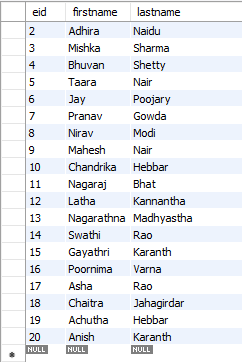 eid firstname lastname
2 Adhira Naidu
3 Mishka Sharma
4 Bhuvan Shetty
5 Taara Nair
6 Jay Poojary
7 Pranav Gowda
8 Nirav Modi
9 Mahesh Nair
10 Chandrika Hebbar
11 Nagaraj Bhat
12 Latha Kannantha
13 Nagarathna Madhyastha
14 Swathi Rao
15 Gayathri Karanth
16 Poornima Varna
17 Asha Rao
18 Chaitra Jahagirdar
19 Achutha Hebbar
20 Anish Karanth
NULL NULL NULL